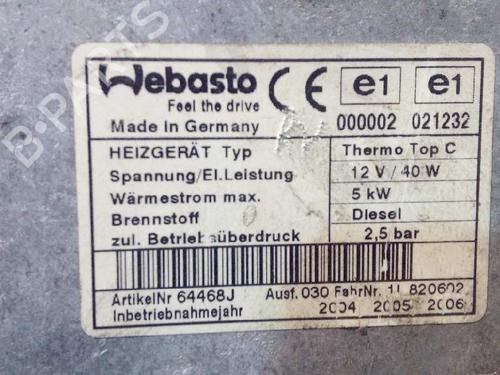 Webasto
Feel the drive
CE e1 e1
Made in Germany 000002 021232
HEIZGERÄT Typ Thermo Top C
Spannung/El.Leistung 12 V / 40 W
Wärmestrom max. 5 kW
Brennstoff Diesel
zul. Betriebsüberdruck 2,5 bar
ArtikelNr 64468J Ausf. 030 FahrNr. 1L 820602
Inbetriebnahmejahr 2004 2005 2006
B-PARTS